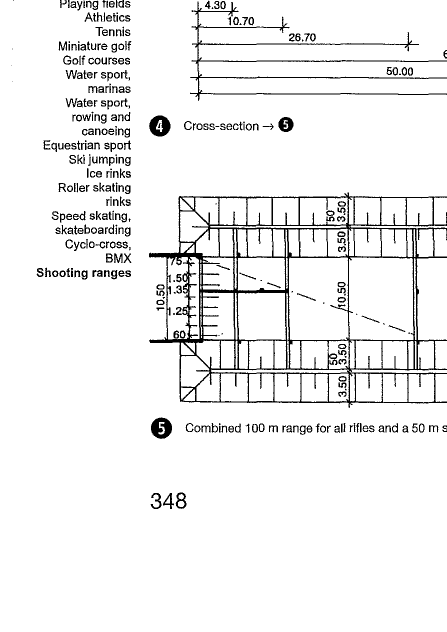 Playing fields
Athletics
Tennis
Miniature golf
Golf courses
Water sport,
marinas
Water sport,
rowing and
canoeing
Equestrian sport
Ski jumping
Ice rinks
Roller skating
rinks
Speed skating,
skateboarding
Cyclo-cross,
BMX
Shooting ranges
4.30
10.70
26.70
6
50.00
4 Cross-section → 5
50
3.50
3.50
75
1.50
1.35
1.25
60
10.50
10.50
50
3.50
3.50
5 Combined 100 m range for all rifles and a 50 m s
348